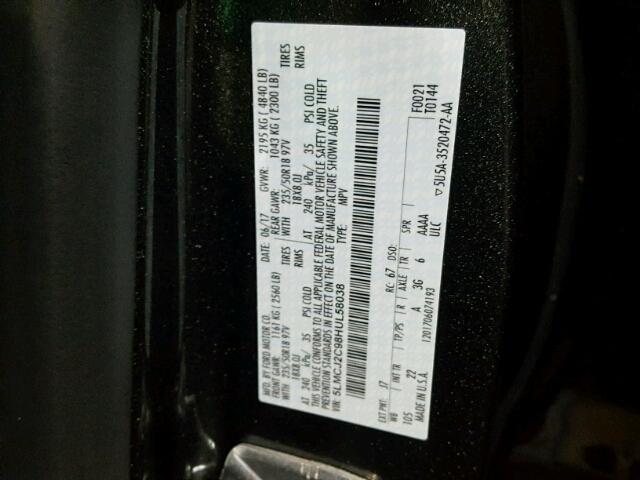 MFD. BY FORD MOTOR CO.
DATE: 06/17 GVWR: 2195 KG ( 4840 LB)
FRONT GAWR: 1161 KG ( 2560 LB) REAR GAWR: 1043 KG ( 2300 LB)
WITH 235/50R18 97V TIRES WITH 235/50R18 97V TIRES
18X8.0J RIMS 18X8.0J RIMS
AT 240 kPa/ 35 PSI COLD AT 240 kPa/ 35 PSI COLD
THIS VEHICLE CONFORMS TO ALL APPLICABLE FEDERAL MOTOR VEHICLE SAFETY AND THEFT
PREVENTION STANDARDS IN EFFECT ON THE DATE OF MANUFACTURE SHOWN ABOVE.
VIN: 5LMCJ2C98HUL58038 TYPE: MPV
F0021
T0144
EXT PNT: J7 RC: 67 DSO:
WB INT TR TP/PS R AXLE TR SPR
105 22 A 3G 6 AAAA
ULC
MADE IN U.S.A. 1201706074193 ▽5U5A-3520472-AA